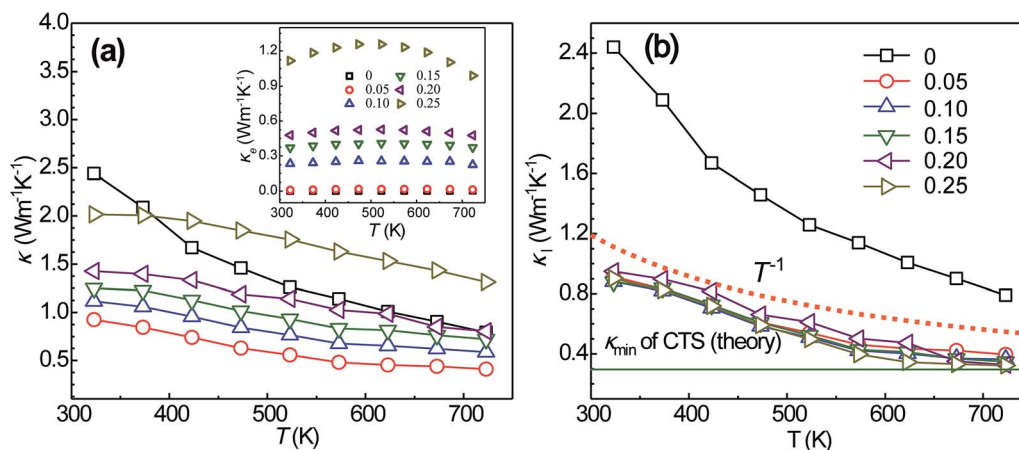 (a)
4.0
3.5
3.0
2.5
2.0
1.5
1.0
0.5
κ (Wm⁻¹K⁻¹)
300 400 500 600 700
T (K)
1.2
0.9
0.6
0.3
0.0
κₑ (Wm⁻¹K⁻¹)
0 0.15
0.05 0.20
0.10 0.25
300 400 500 600 700
T (K)
(b)
2.4
2.0
1.6
1.2
0.8
0.4
κₗ (Wm⁻¹K⁻¹)
0
0.05
0.10
0.15
0.20
0.25
T⁻¹
κmin of CTS (theory)
300 400 500 600 700
T (K)